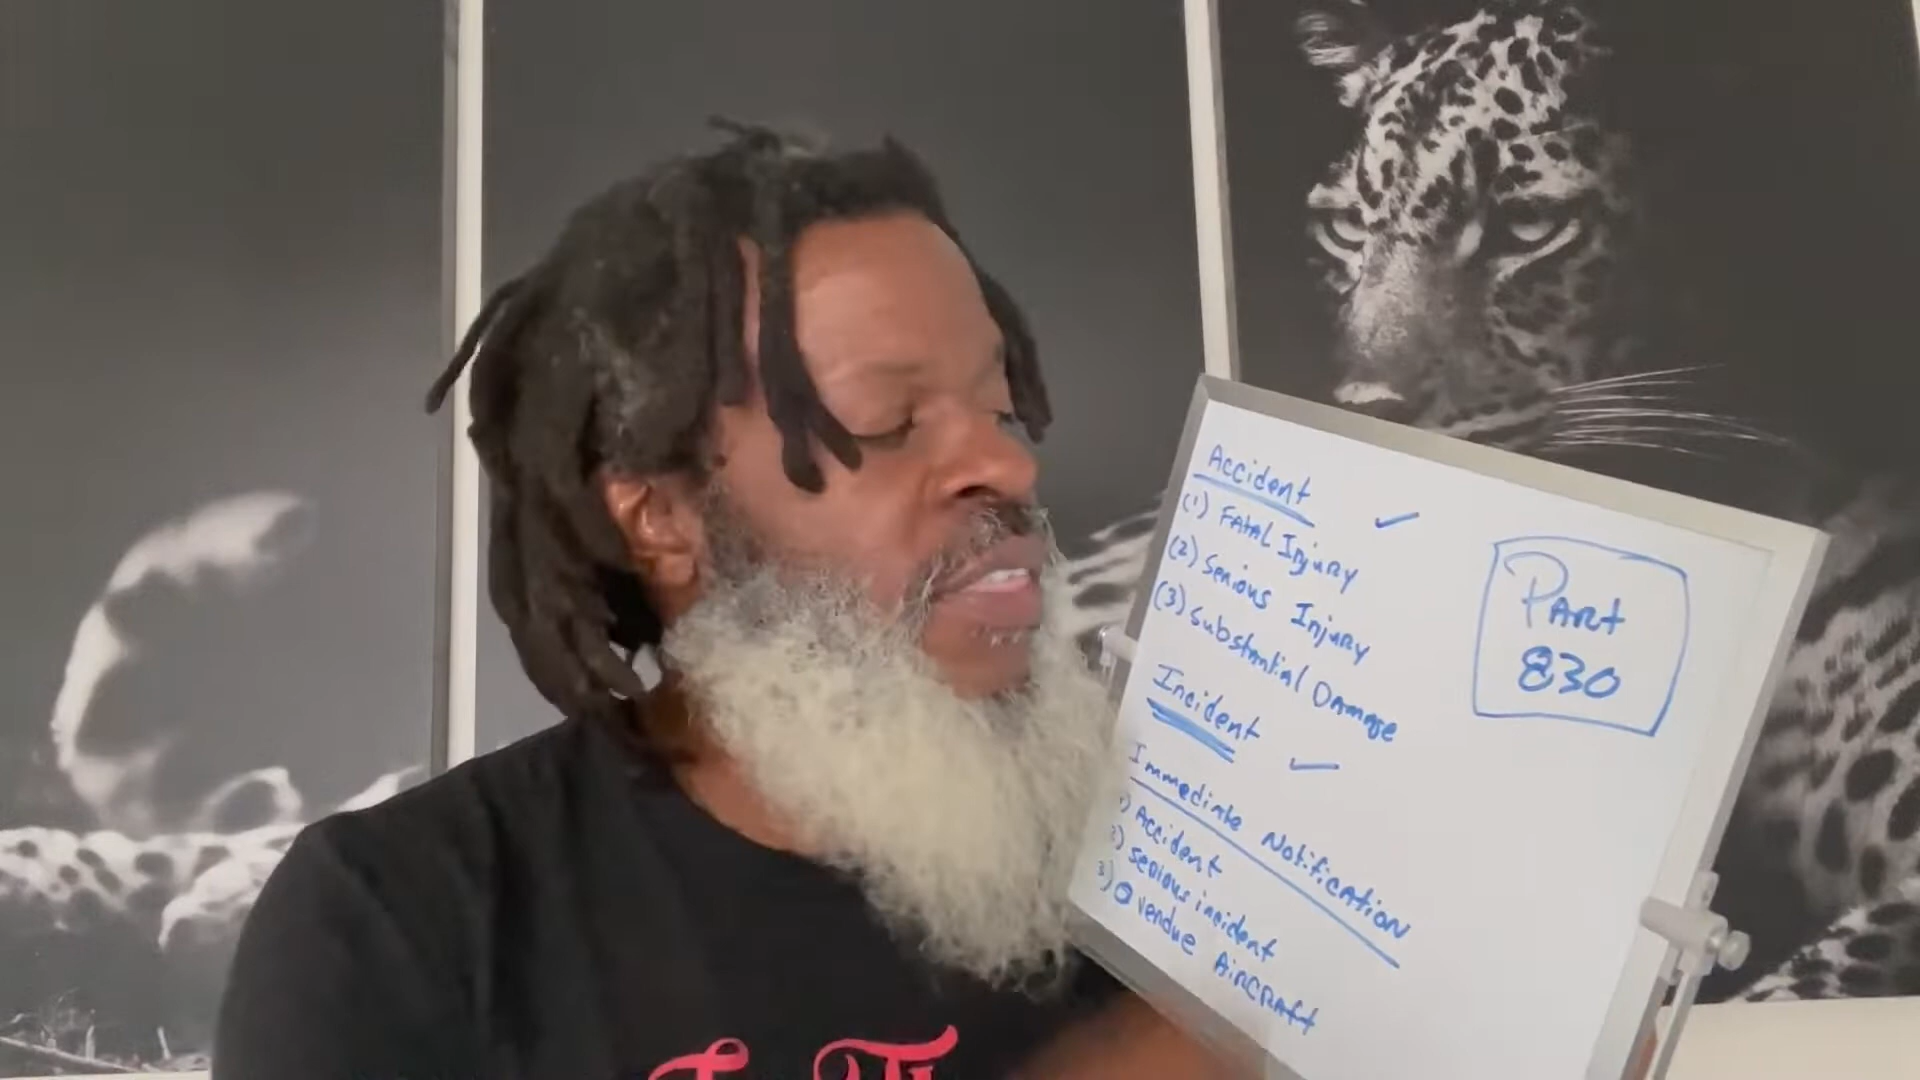 Accident
(1) Fatal Injury
(2) Serious Injury
(3) Substantial Damage
Incident
Immediate Notification
1) Accident
2) Serious incident
3) Overdue Aircraft
Part
830